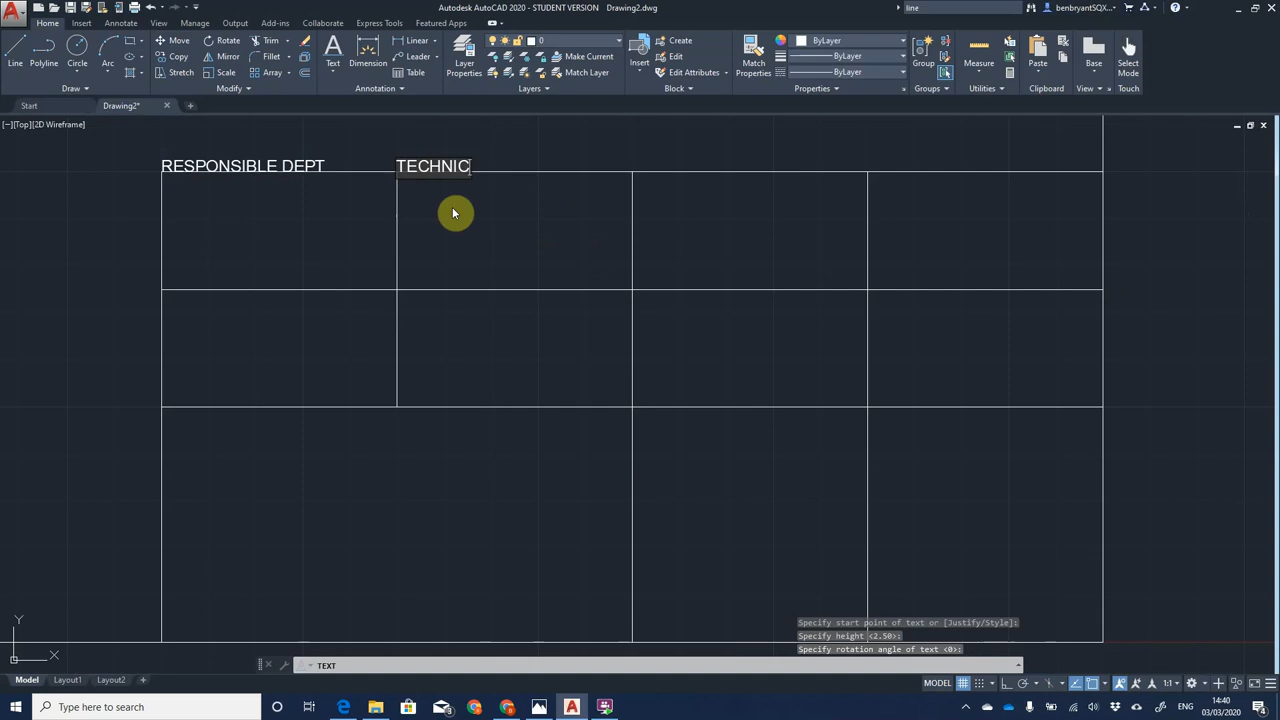 Autodesk AutoCAD 2020 - STUDENT VERSION Drawing2.dwg
line
benbryantSQX...
Home Insert Annotate View Manage Output Add-ins Collaborate Express Tools Featured Apps
Line Polyline Circle Arc
Move Rotate Trim
Copy Mirror Fillet
Stretch Scale Array
Text Dimension
Linear
Leader
Table
Layer Properties
0
Make Current
Match Layer
Insert
Create
Edit
Edit Attributes
Match Properties
ByLayer
ByLayer
ByLayer
Group
Measure
Paste
Base
Select Mode
Draw Modify Annotation Layers Block Properties Groups Utilities Clipboard View Touch
Start Drawing2*
[−][Top][2D Wireframe]
RESPONSIBLE DEPT TECHNIC
Specify start point of text or [Justify/Style]:
Specify height <2.50>:
Specify rotation angle of text <0>:
Y
X
TEXT
Model Layout1 Layout2
MODEL
1:1
Type here to search
14:40
03/03/2020